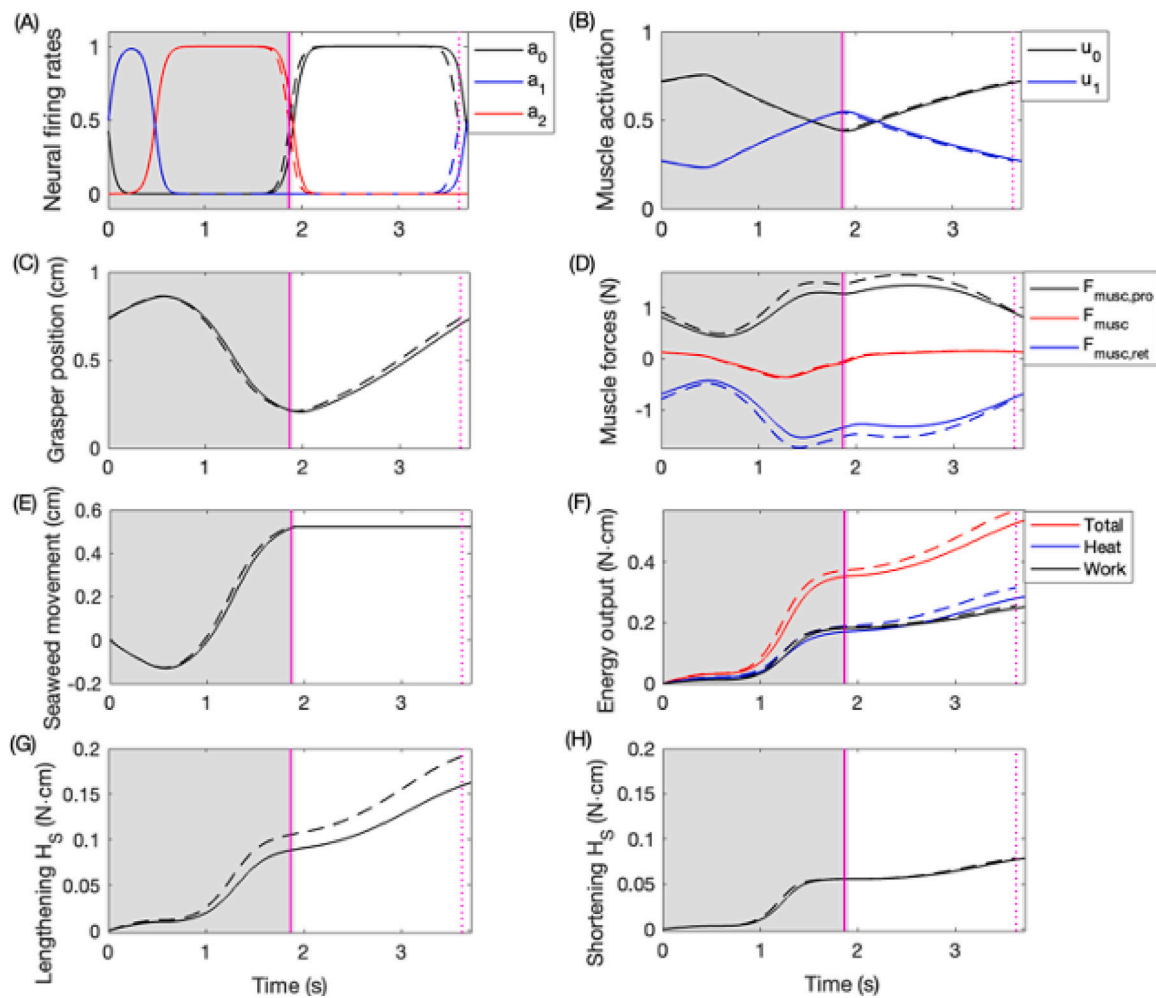 (A)
Neural firing rates
1
0.5
0
0 1 2 3
a0
a1
a2
(B)
Muscle activation
1
0.5
0
0 1 2 3
u0
u1
(C)
Grasper position (cm)
1
0.5
0
0 1 2 3
(D)
Muscle forces (N)
1
0
-1
0 1 2 3
Fmusc,pro
Fmusc
Fmusc,ret
(E)
Seaweed movement (cm)
0.6
0.4
0.2
0
-0.2
0 1 2 3
(F)
Energy output (N·cm)
0.4
0.2
0
0 1 2 3
Total
Heat
Work
(G)
Lengthening HS (N·cm)
0.2
0.15
0.1
0.05
0
0 1 2 3
Time (s)
(H)
Shortening HS (N·cm)
0.2
0.15
0.1
0.05
0
0 1 2 3
Time (s)